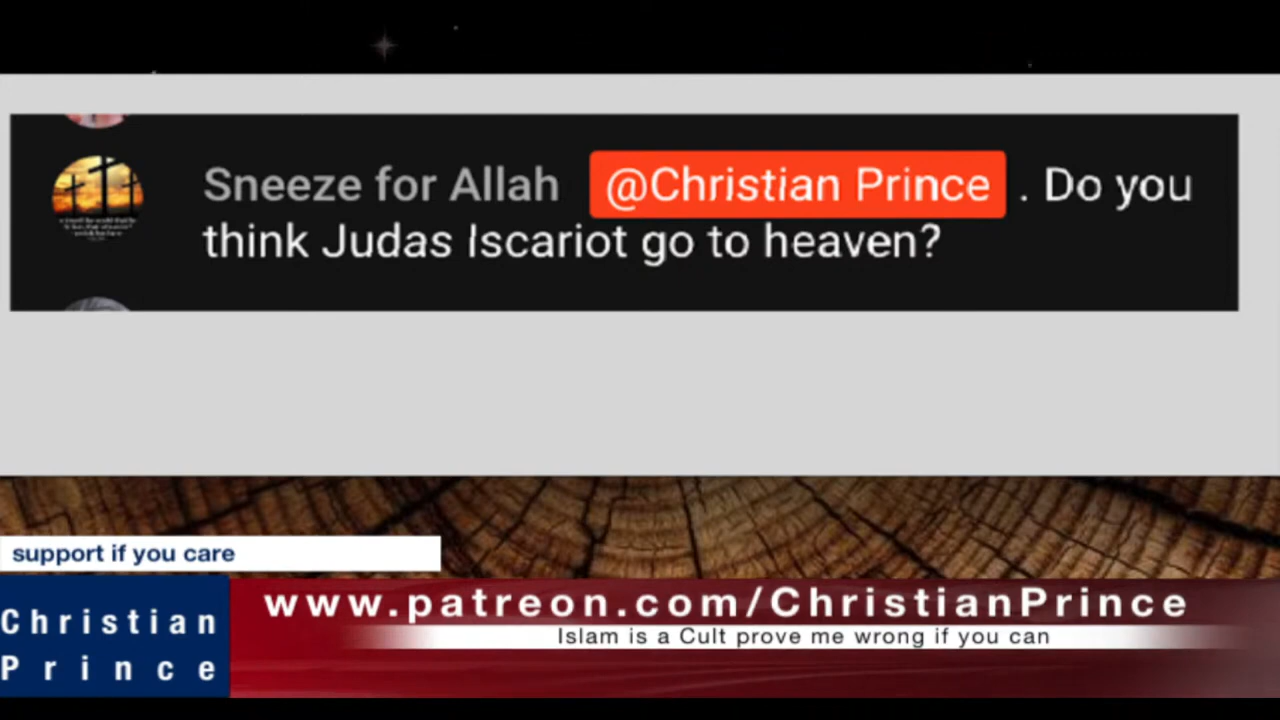 Sneeze for Allah @Christian Prince . Do you
think Judas Iscariot go to heaven?
support if you care
Christian
Prince
www.patreon.com/ChristianPrince
Islam is a Cult prove me wrong if you can